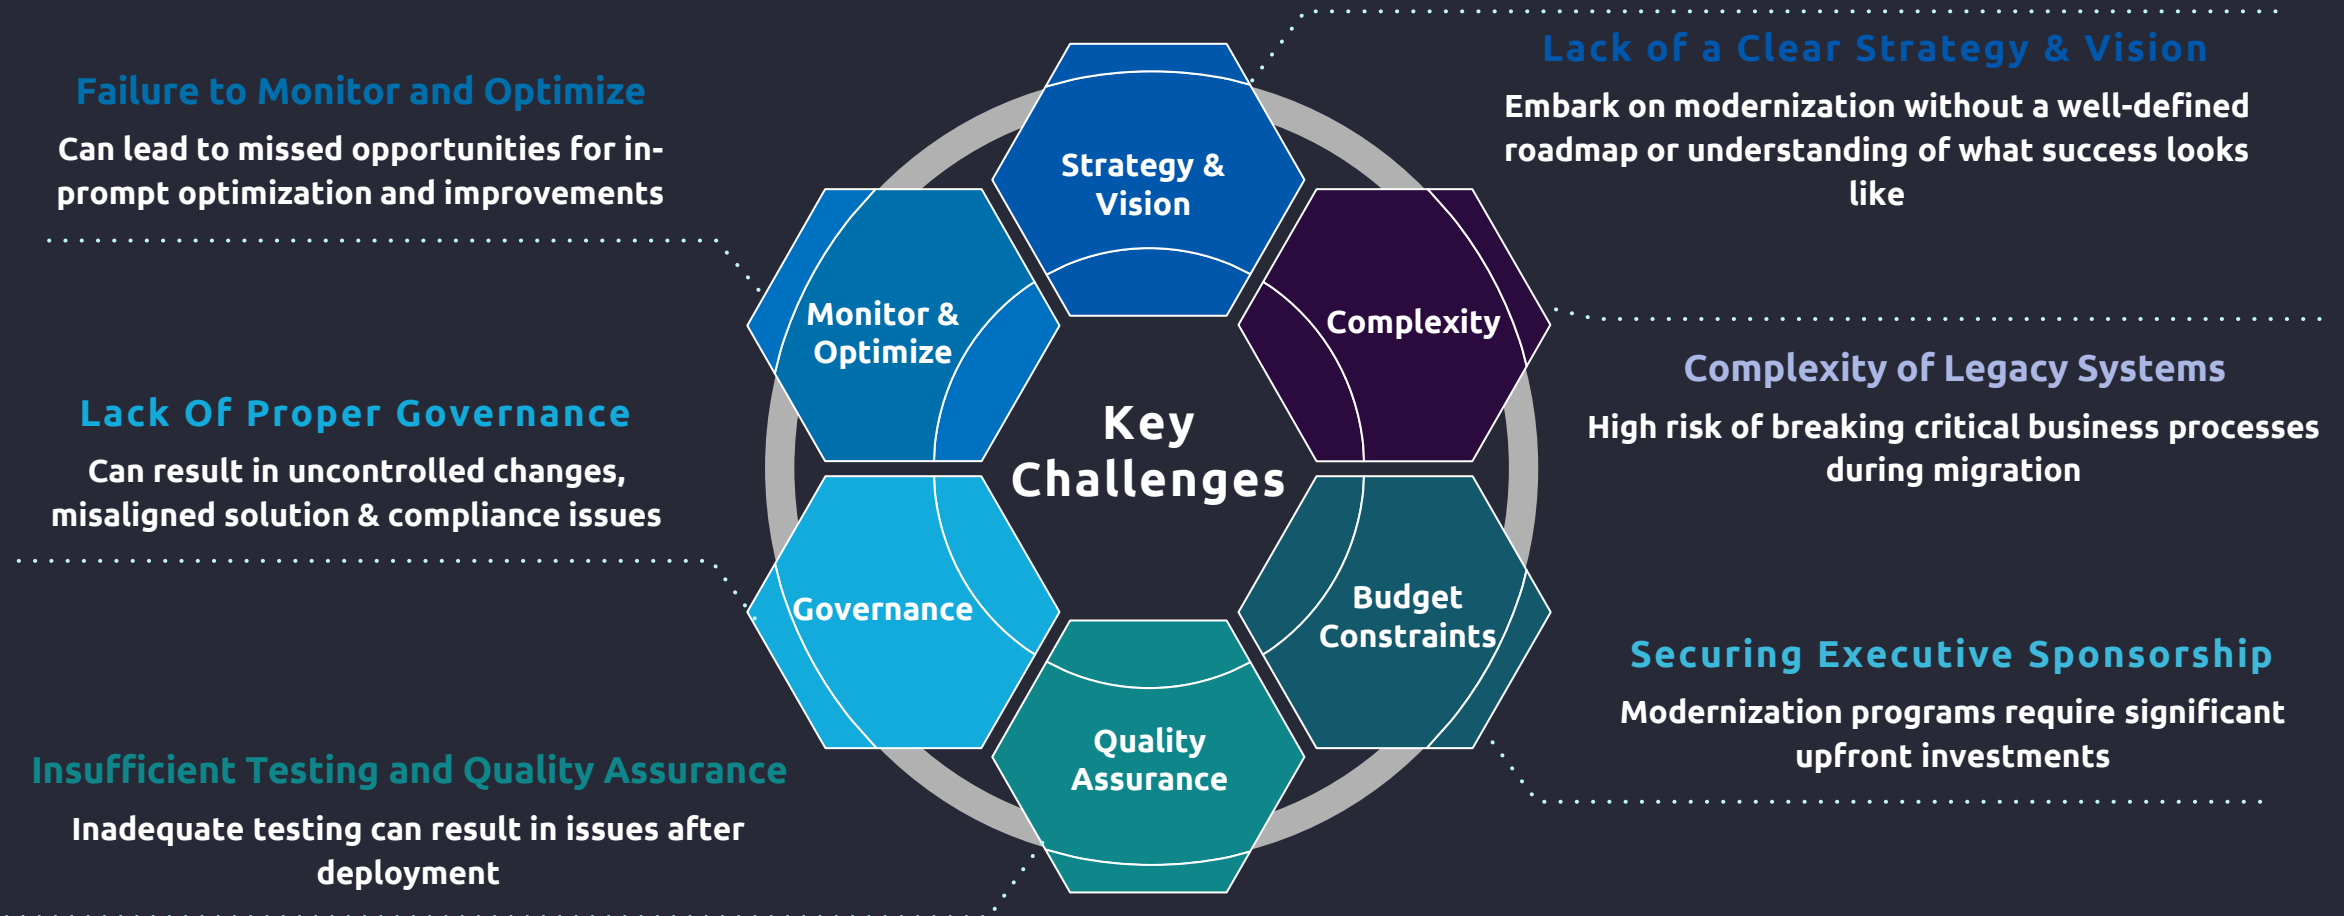 Failure to Monitor and Optimize
Can lead to missed opportunities for in-
prompt optimization and improvements
Lack Of Proper Governance
Can result in uncontrolled changes,
misaligned solution & compliance issues
Insufficient Testing and Quality Assurance
Inadequate testing can result in issues after
deployment
Strategy &
Vision
Monitor &
Optimize
Complexity
Key
Challenges
Governance
Budget
Constraints
Quality
Assurance
Lack of a Clear Strategy & Vision
Embark on modernization without a well-defined
roadmap or understanding of what success looks
like
Complexity of Legacy Systems
High risk of breaking critical business processes
during migration
Securing Executive Sponsorship
Modernization programs require significant
upfront investments